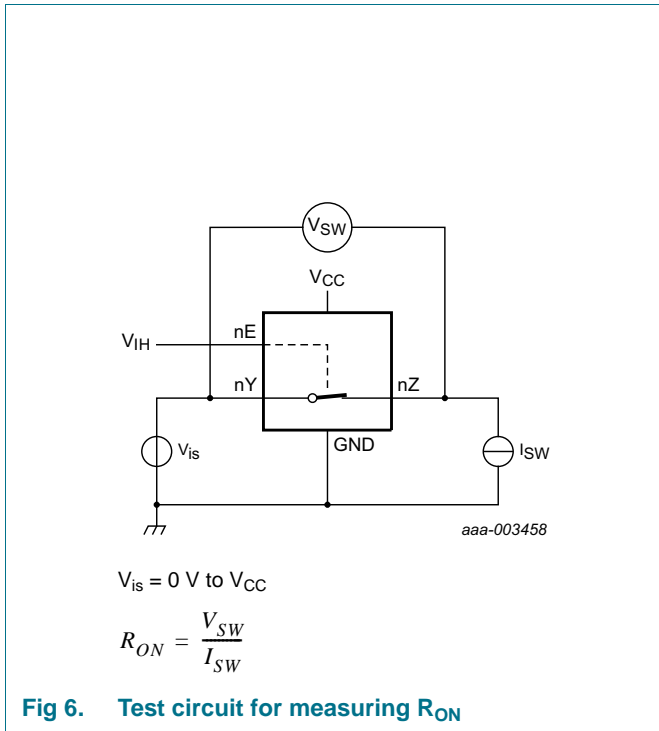 VSW
VCC
VIH
nE
nY
nZ
GND
Vis
ISW
aaa-003458
Vis = 0 V to VCC
RON = VSW / ISW
Fig 6. Test circuit for measuring RON